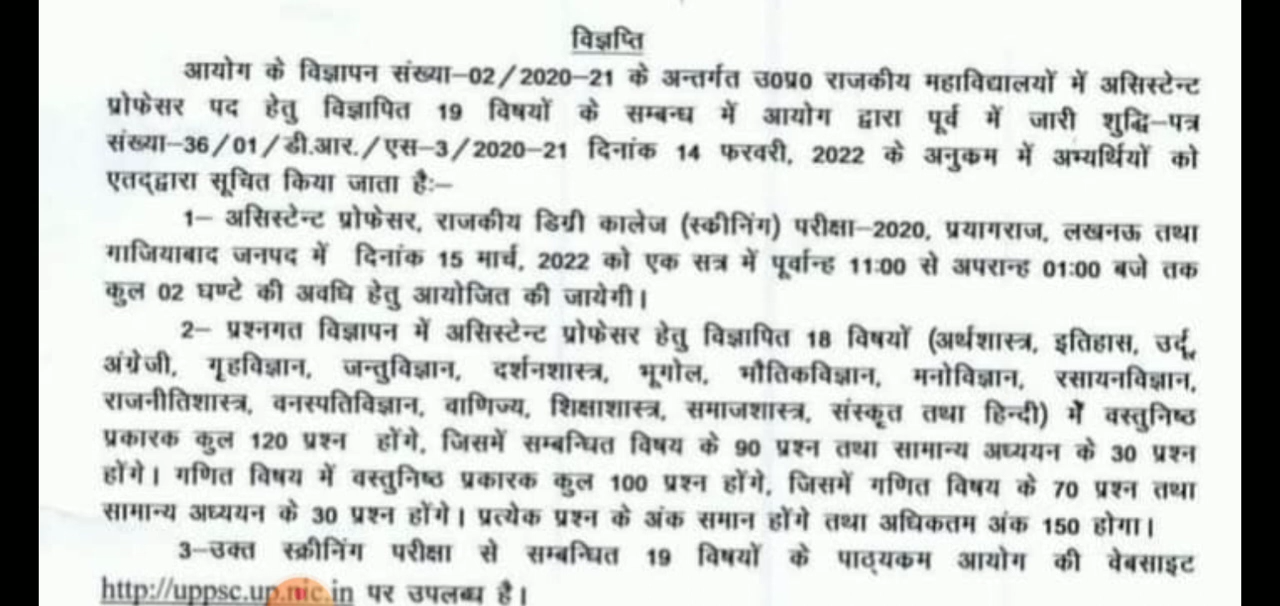 विज्ञप्ति
आयोग के विज्ञापन संख्या–02/2020–21 के अन्तर्गत उ0प्र0 राजकीय महाविद्यालयों में असिस्टेन्ट
प्रोफेसर पद हेतु विज्ञापित 19 विषयों के सम्बन्ध में आयोग द्वारा पूर्व में जारी शुद्धि–पत्र
संख्या–36/01/डी.आर./एस–3/2020–21 दिनांक 14 फरवरी, 2022 के अनुकम में अभ्यर्थियों को
एतद्द्वारा सूचित किया जाता हैः–
1– असिस्टेन्ट प्रोफेसर, राजकीय डिग्री कालेज (स्कीनिंग) परीक्षा–2020, प्रयागराज, लखनऊ तथा
गाजियाबाद जनपद में दिनांक 15 मार्च, 2022 को एक सत्र में पूर्वान्ह 11:00 से अपरान्ह 01:00 बजे तक
कुल 02 घण्टे की अवधि हेतु आयोजित की जायेगी।
2– प्रश्नगत विज्ञापन में असिस्टेन्ट प्रोफेसर हेतु विज्ञापित 18 विषयों (अर्थशास्त्र, इतिहास, उर्दू,
अंग्रेजी, गृहविज्ञान, जन्तुविज्ञान, दर्शनशास्त्र, भूगोल, भौतिकविज्ञान, मनोविज्ञान, रसायनविज्ञान,
राजनीतिशास्त्र, वनस्पतिविज्ञान, वाणिज्य, शिक्षाशास्त्र, समाजशास्त्र, संस्कृत तथा हिन्दी) में वस्तुनिष्ठ
प्रकारक कुल 120 प्रश्न होंगे, जिसमें सम्बन्धित विषय के 90 प्रश्न तथा सामान्य अध्ययन के 30 प्रश्न
होंगे। गणित विषय में वस्तुनिष्ठ प्रकारक कुल 100 प्रश्न होंगे, जिसमें गणित विषय के 70 प्रश्न तथा
सामान्य अध्ययन के 30 प्रश्न होंगे। प्रत्येक प्रश्न के अंक समान होंगे तथा अधिकतम अंक 150 होगा।
3–उक्त स्क्रीनिंग परीक्षा से सम्बन्धित 19 विषयों के पाठ्यकम आयोग की वेबसाइट
http://uppsc.up.nic.in पर उपलब्ध है।